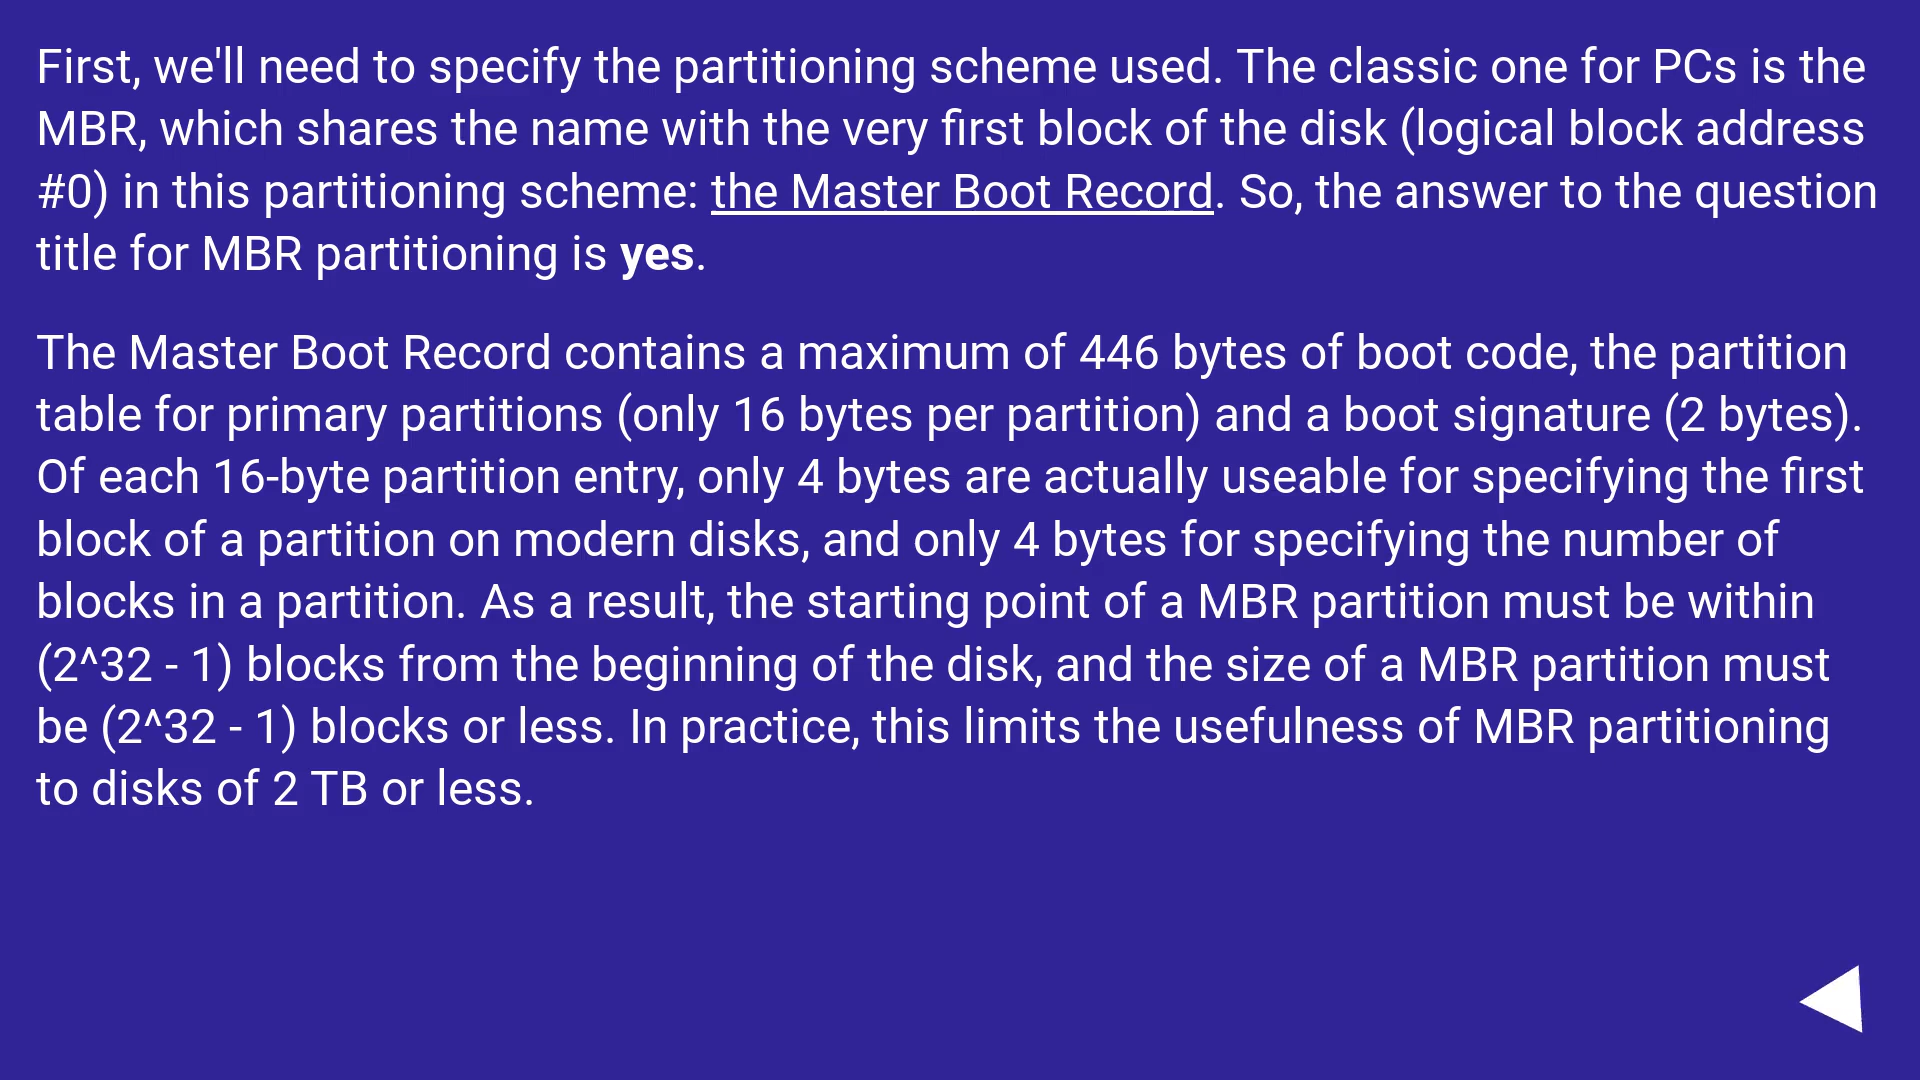 First, we'll need to specify the partitioning scheme used. The classic one for PCs is the
MBR, which shares the name with the very first block of the disk (logical block address
#0) in this partitioning scheme: the Master Boot Record. So, the answer to the question
title for MBR partitioning is yes.
The Master Boot Record contains a maximum of 446 bytes of boot code, the partition
table for primary partitions (only 16 bytes per partition) and a boot signature (2 bytes).
Of each 16-byte partition entry, only 4 bytes are actually useable for specifying the first
block of a partition on modern disks, and only 4 bytes for specifying the number of
blocks in a partition. As a result, the starting point of a MBR partition must be within
(2^32 - 1) blocks from the beginning of the disk, and the size of a MBR partition must
be (2^32 - 1) blocks or less. In practice, this limits the usefulness of MBR partitioning
to disks of 2 TB or less.